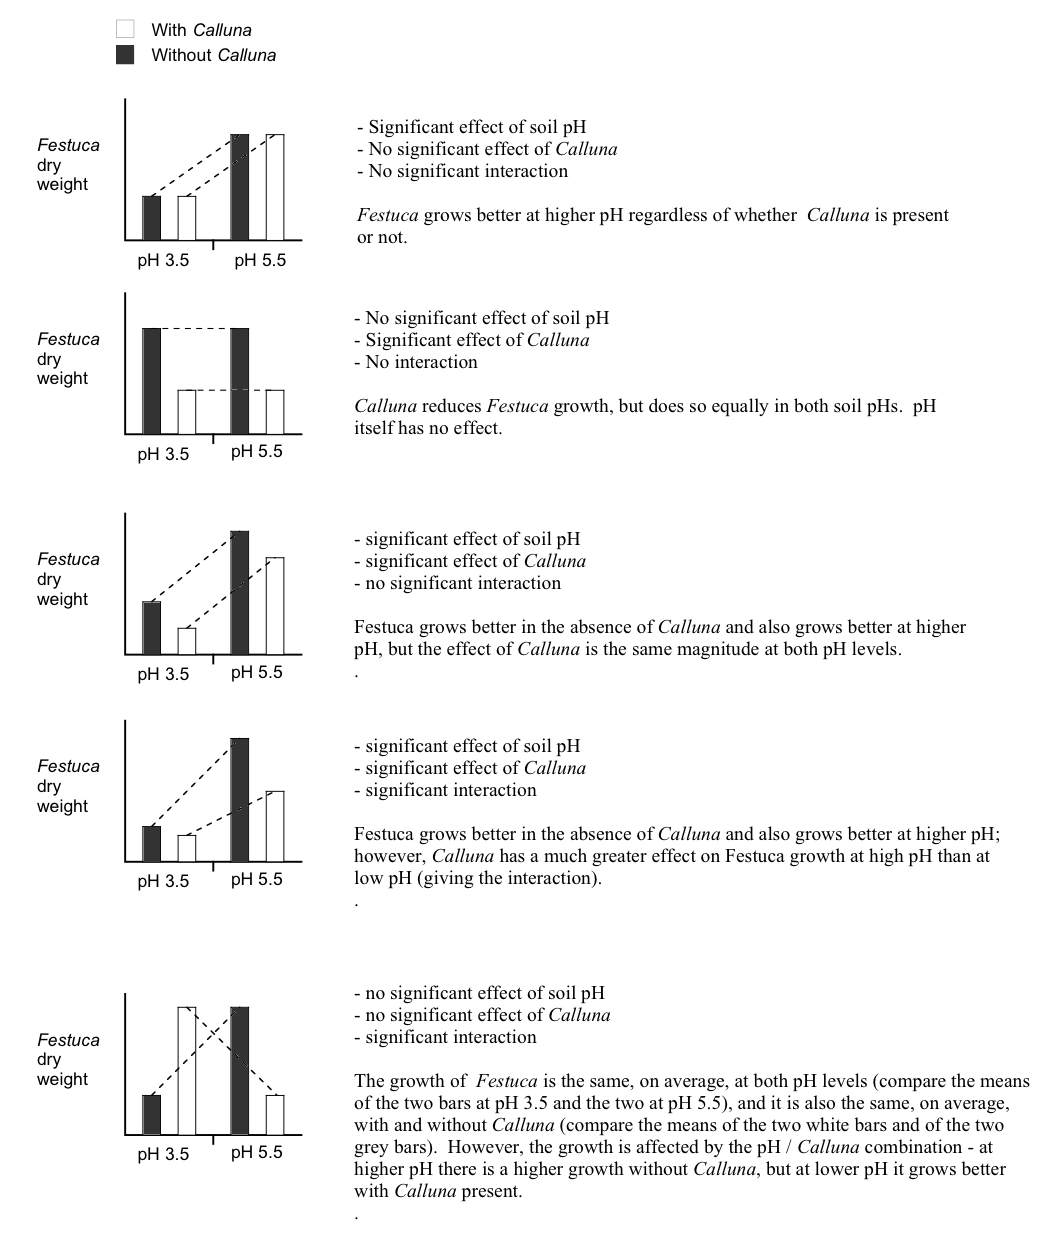 With Calluna
Without Calluna
Festuca
dry
weight
pH 3.5
pH 5.5
- Significant effect of soil pH
- No significant effect of Calluna
- No significant interaction
Festuca grows better at higher pH regardless of whether Calluna is present
or not.
Festuca
dry
weight
pH 3.5
pH 5.5
- No significant effect of soil pH
- Significant effect of Calluna
- No interaction
Calluna reduces Festuca growth, but does so equally in both soil pHs. pH
itself has no effect.
Festuca
dry
weight
pH 3.5
pH 5.5
- significant effect of soil pH
- significant effect of Calluna
- no significant interaction
Festuca grows better in the absence of Calluna and also grows better at higher
pH, but the effect of Calluna is the same magnitude at both pH levels.
.
Festuca
dry
weight
pH 3.5
pH 5.5
- significant effect of soil pH
- significant effect of Calluna
- significant interaction
Festuca grows better in the absence of Calluna and also grows better at higher pH;
however, Calluna has a much greater effect on Festuca growth at high pH than at
low pH (giving the interaction).
.
Festuca
dry
weight
pH 3.5
pH 5.5
- no significant effect of soil pH
- no significant effect of Calluna
- significant interaction
The growth of Festuca is the same, on average, at both pH levels (compare the means
of the two bars at pH 3.5 and the two at pH 5.5), and it is also the same, on average,
with and without Calluna (compare the means of the two white bars and of the two
grey bars). However, the growth is affected by the pH / Calluna combination - at
higher pH there is a higher growth without Calluna, but at lower pH it grows better
with Calluna present.
.